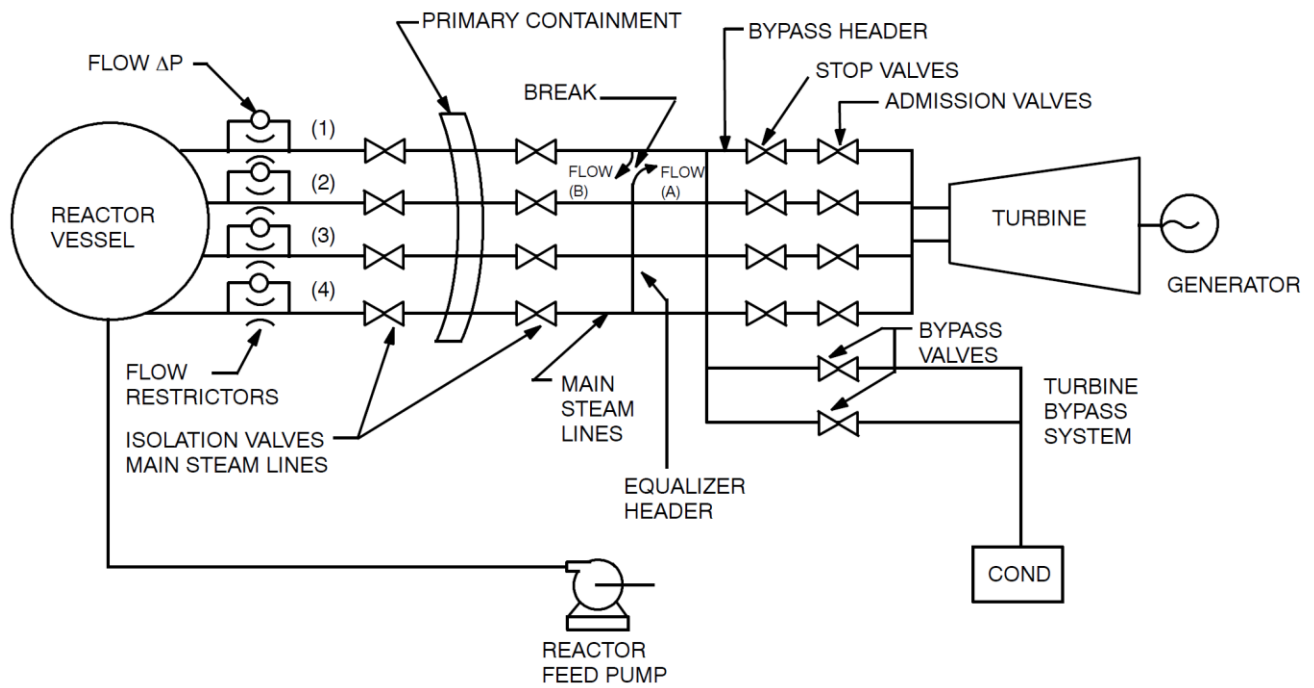 PRIMARY CONTAINMENT
BYPASS HEADER
FLOW ΔP
STOP VALVES
BREAK
ADMISSION VALVES
(1)
FLOW
(B)
FLOW
(A)
(2)
REACTOR
VESSEL
TURBINE
(3)
GENERATOR
(4)
FLOW
RESTRICTORS
MAIN
STEAM
LINES
BYPASS
VALVES
TURBINE
BYPASS
SYSTEM
ISOLATION VALVES
MAIN STEAM LINES
EQUALIZER
HEADER
COND
REACTOR
FEED PUMP